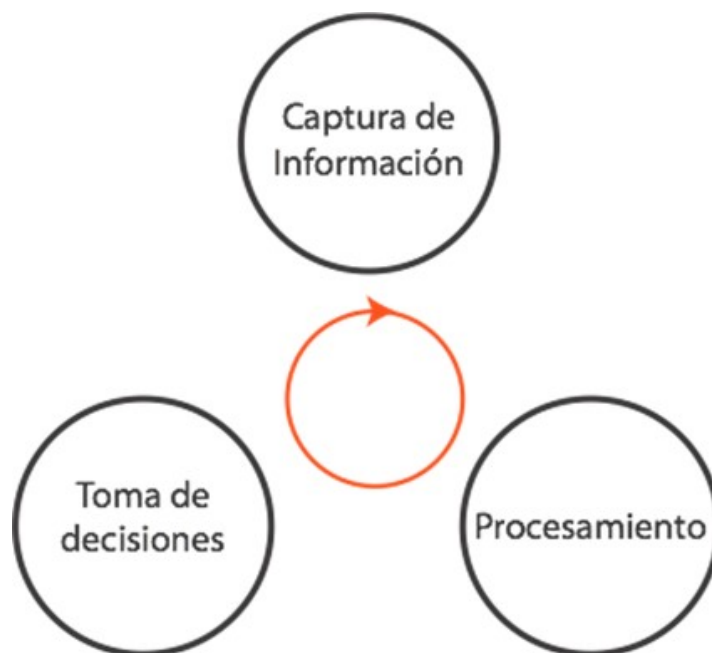 Captura de
Información
Toma de
decisiones
Procesamiento